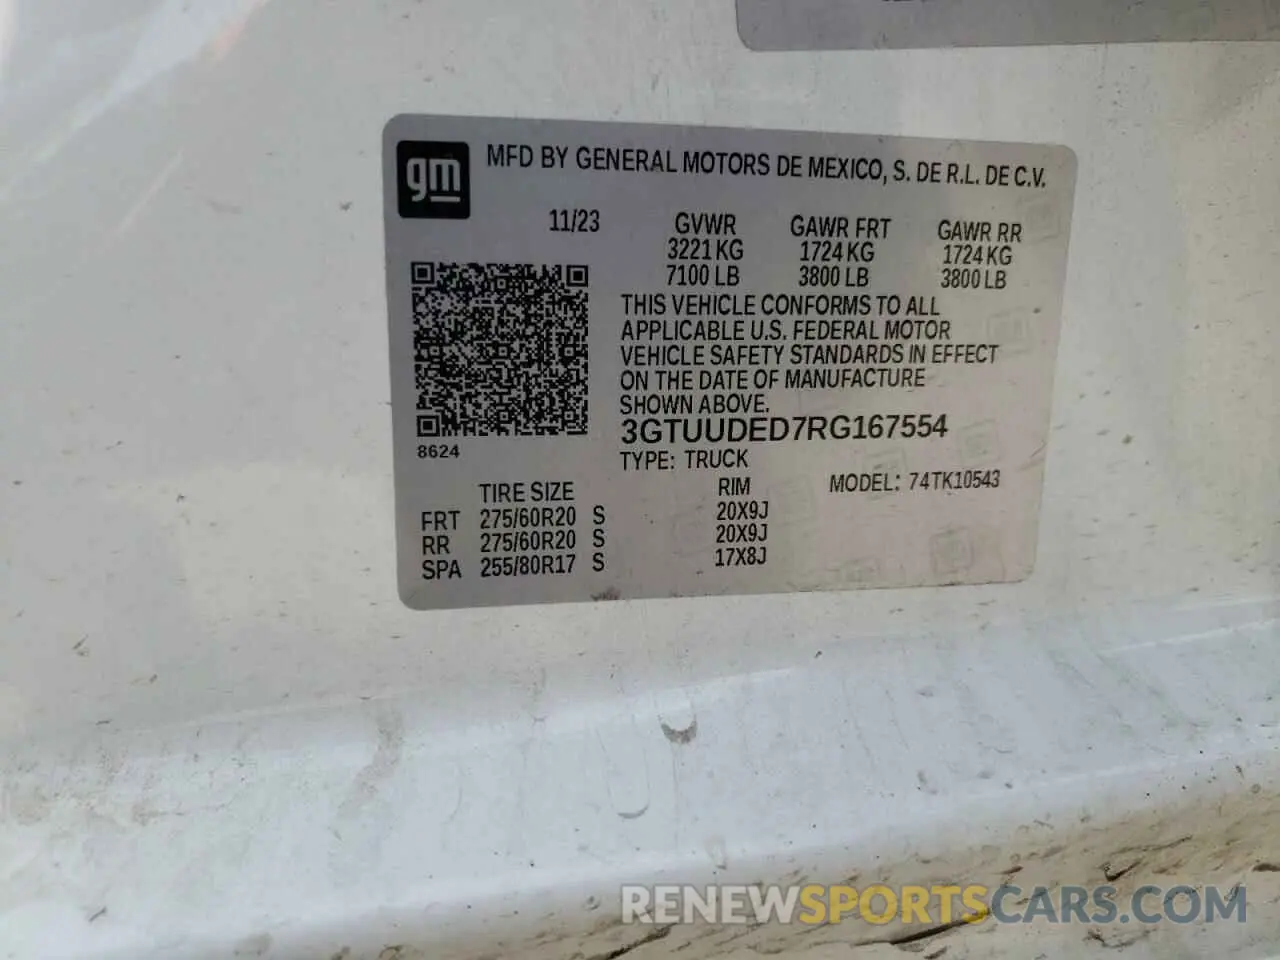 gm
MFD BY GENERAL MOTORS DE MEXICO, S. DE R.L. DE C.V.
11/23 GVWR GAWR FRT GAWR RR
3221 KG 1724 KG 1724 KG
7100 LB 3800 LB 3800 LB
THIS VEHICLE CONFORMS TO ALL
APPLICABLE U.S. FEDERAL MOTOR
VEHICLE SAFETY STANDARDS IN EFFECT
ON THE DATE OF MANUFACTURE
SHOWN ABOVE.
3GTUUDED7RG167554
8624
TYPE: TRUCK
TIRE SIZE RIM MODEL: 74TK10543
FRT 275/60R20 S 20X9J
RR 275/60R20 S 20X9J
SPA 255/80R17 S 17X8J
RENEWSPORTSCARS.COM